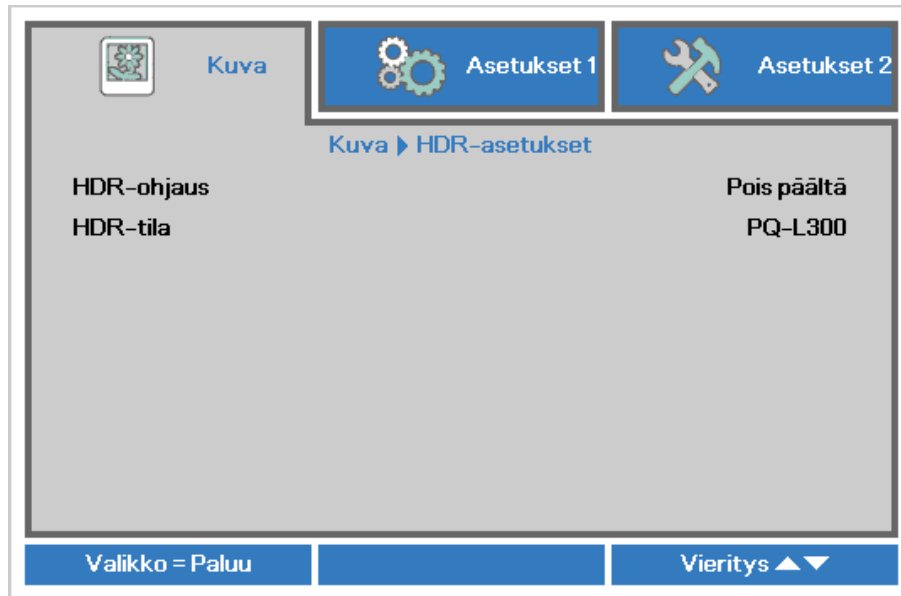 Kuva
Asetukset 1
Asetukset 2
Kuva HDR-asetukset
HDR-ohjaus Pois päältä
HDR-tila PQ-L300
Valikko = Paluu
Vieritys ▲▼